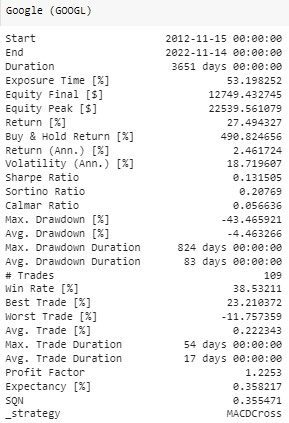 Google (GOOGL)
Start 2012-11-15 00:00:00
End 2022-11-14 00:00:00
Duration 3651 days 00:00:00
Exposure Time [%] 53.198252
Equity Final [$] 12749.432745
Equity Peak [$] 22539.561079
Return [%] 27.494327
Buy & Hold Return [%] 490.824656
Return (Ann.) [%] 2.461724
Volatility (Ann.) [%] 18.719607
Sharpe Ratio 0.131505
Sortino Ratio 0.20769
Calmar Ratio 0.056636
Max. Drawdown [%] -43.465921
Avg. Drawdown [%] -4.463266
Max. Drawdown Duration 824 days 00:00:00
Avg. Drawdown Duration 83 days 00:00:00
# Trades 109
Win Rate [%] 38.53211
Best Trade [%] 23.210372
Worst Trade [%] -11.757359
Avg. Trade [%] 0.222343
Max. Trade Duration 54 days 00:00:00
Avg. Trade Duration 17 days 00:00:00
Profit Factor 1.2253
Expectancy [%] 0.358217
SQN 0.355471
_strategy MACDCross